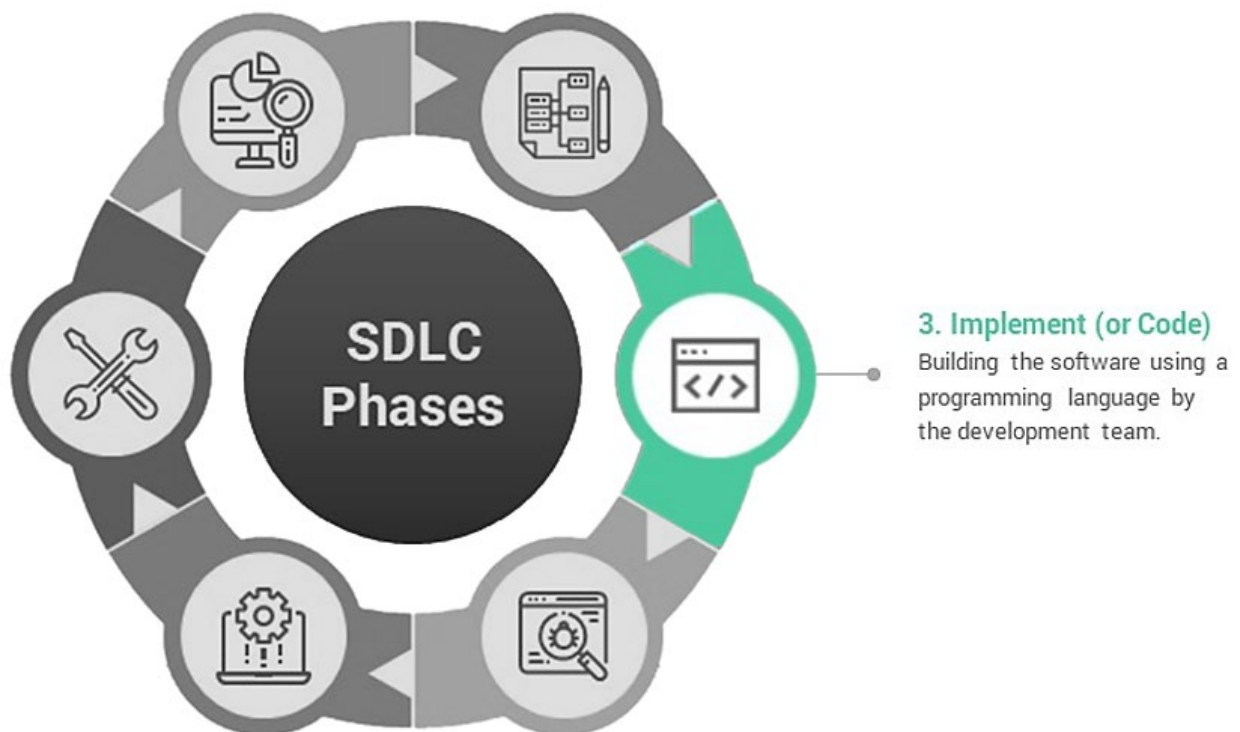 SDLC
Phases
3. Implement (or Code)
Building the software using a
programming language by
the development team.